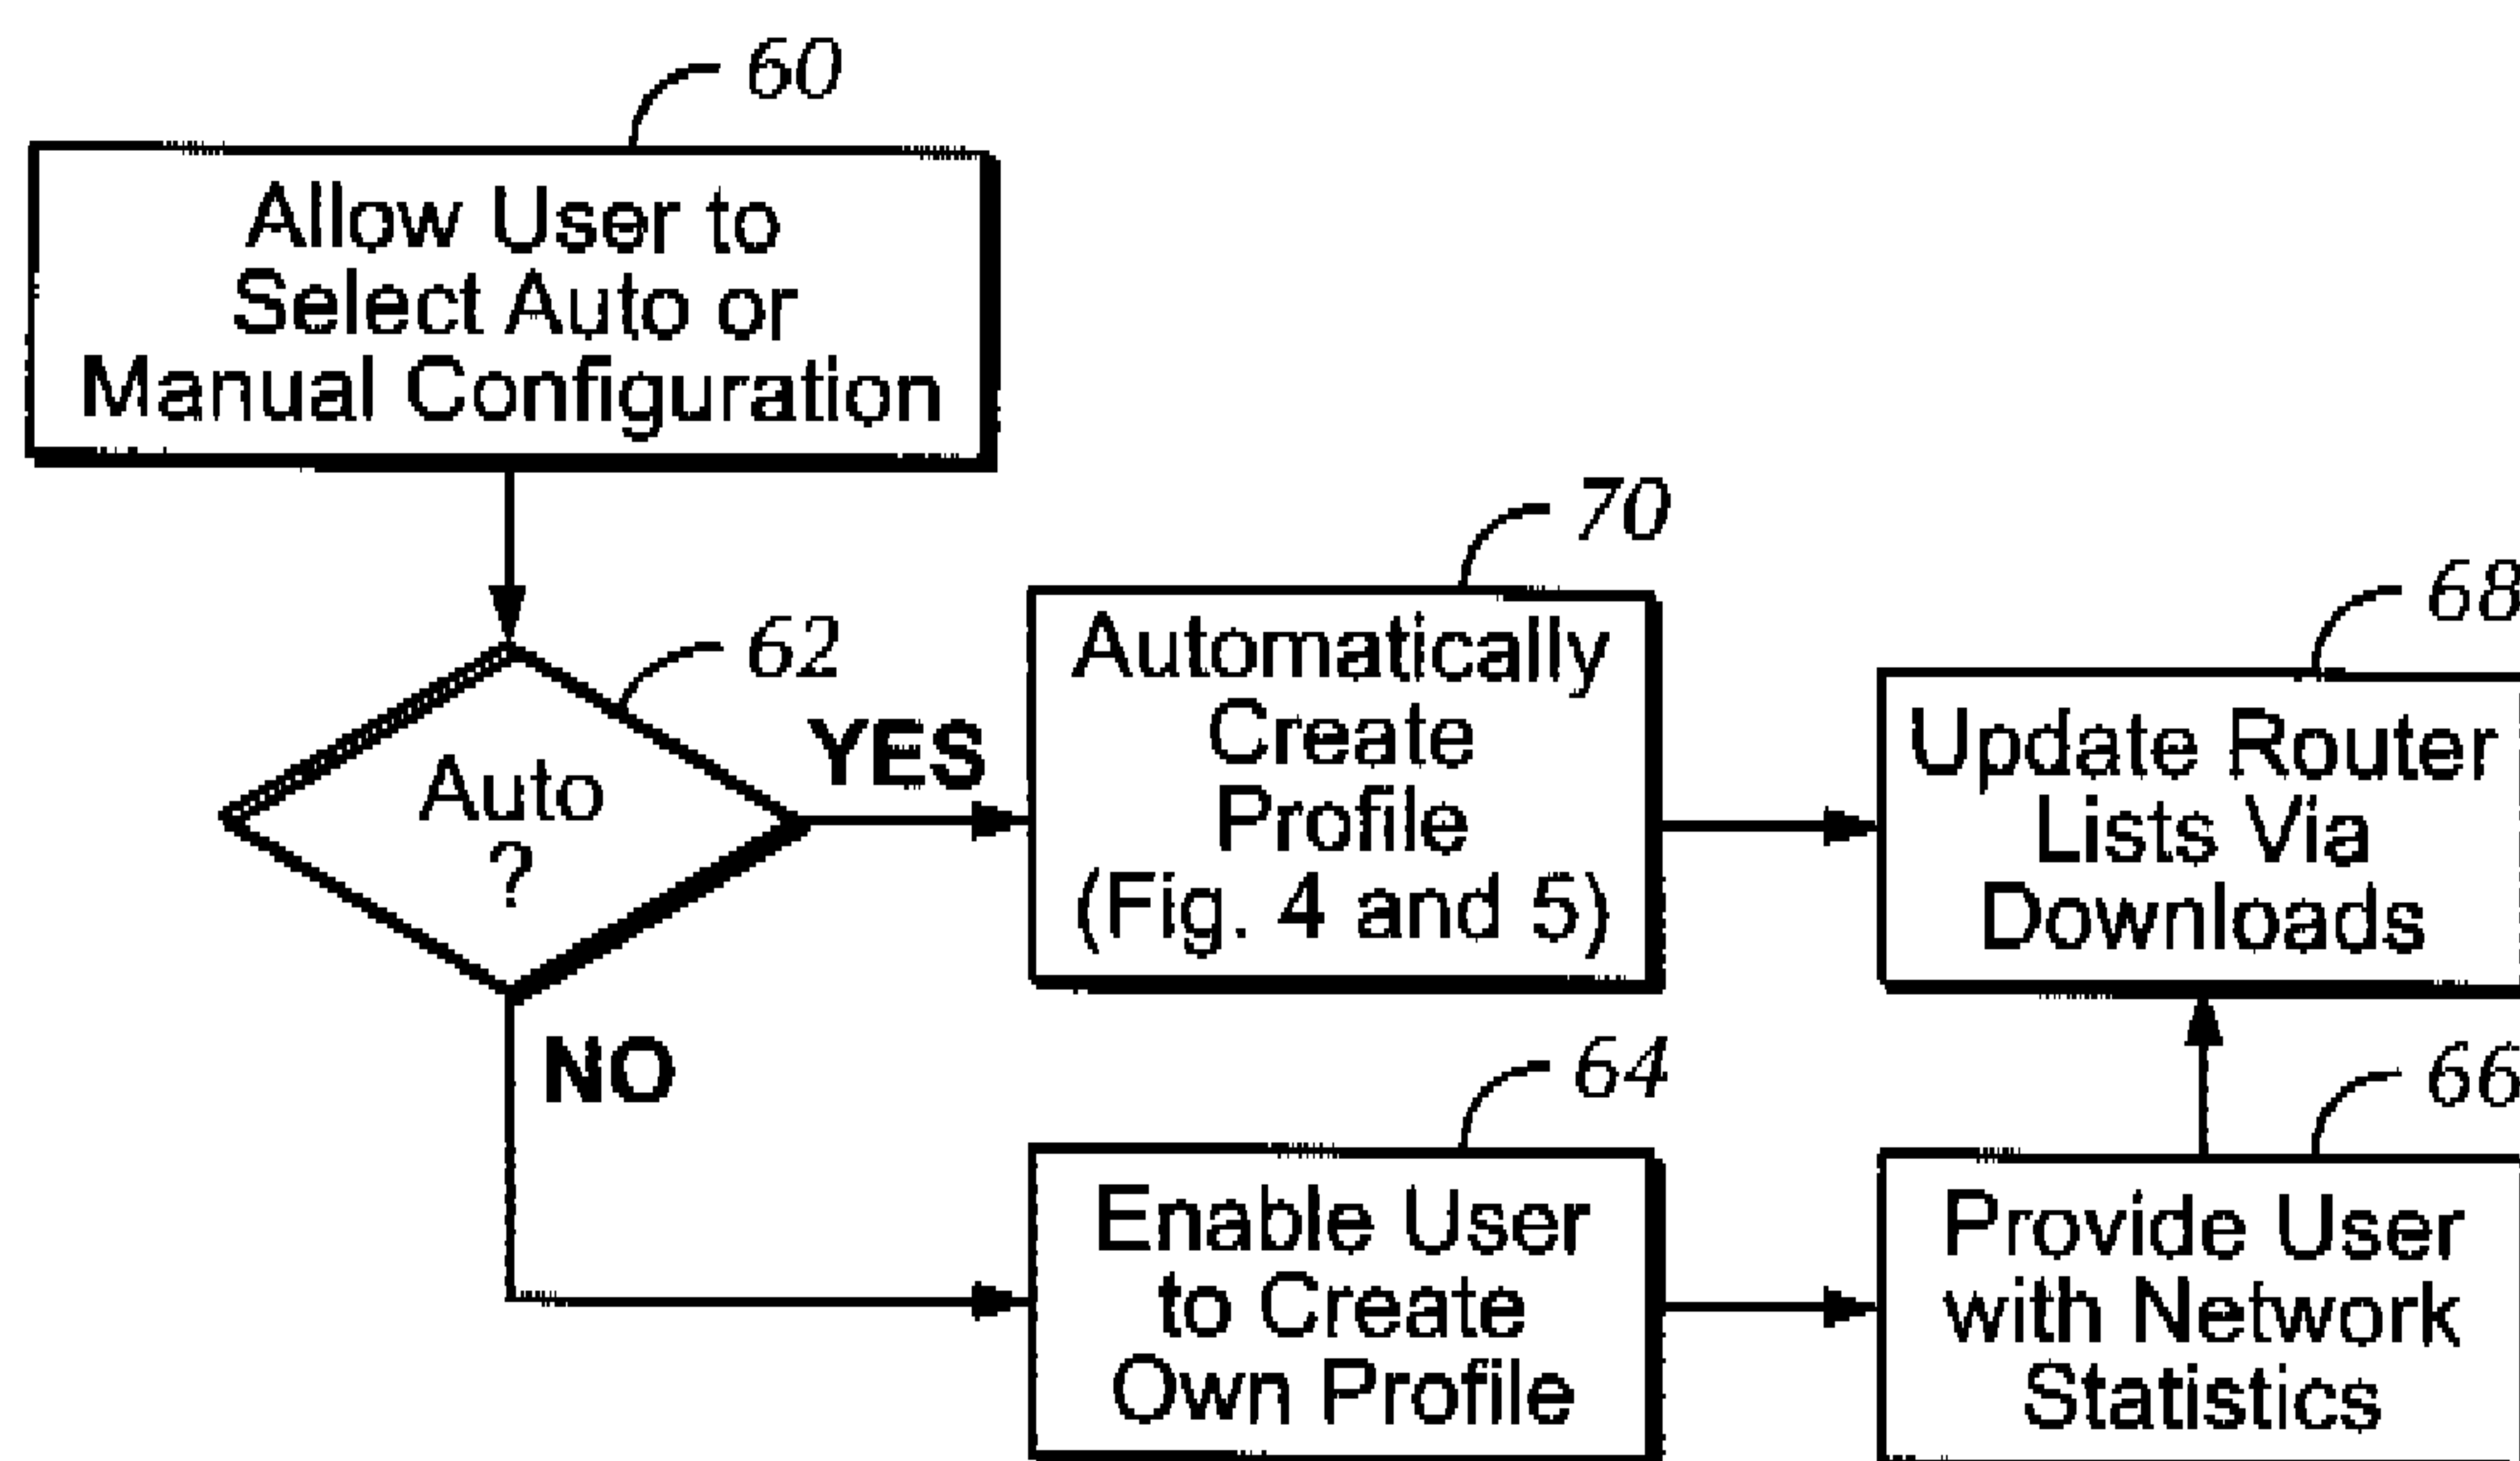 60
Allow User to
Select Auto or
Manual Configuration
62
Auto
?
YES
NO
70
Automatically
Create
Profile
(Fig. 4 and 5)
68
Update Router
Lists Via
Downloads
64
Enable User
to Create
Own Profile
66
Provide User
with Network
Statistics